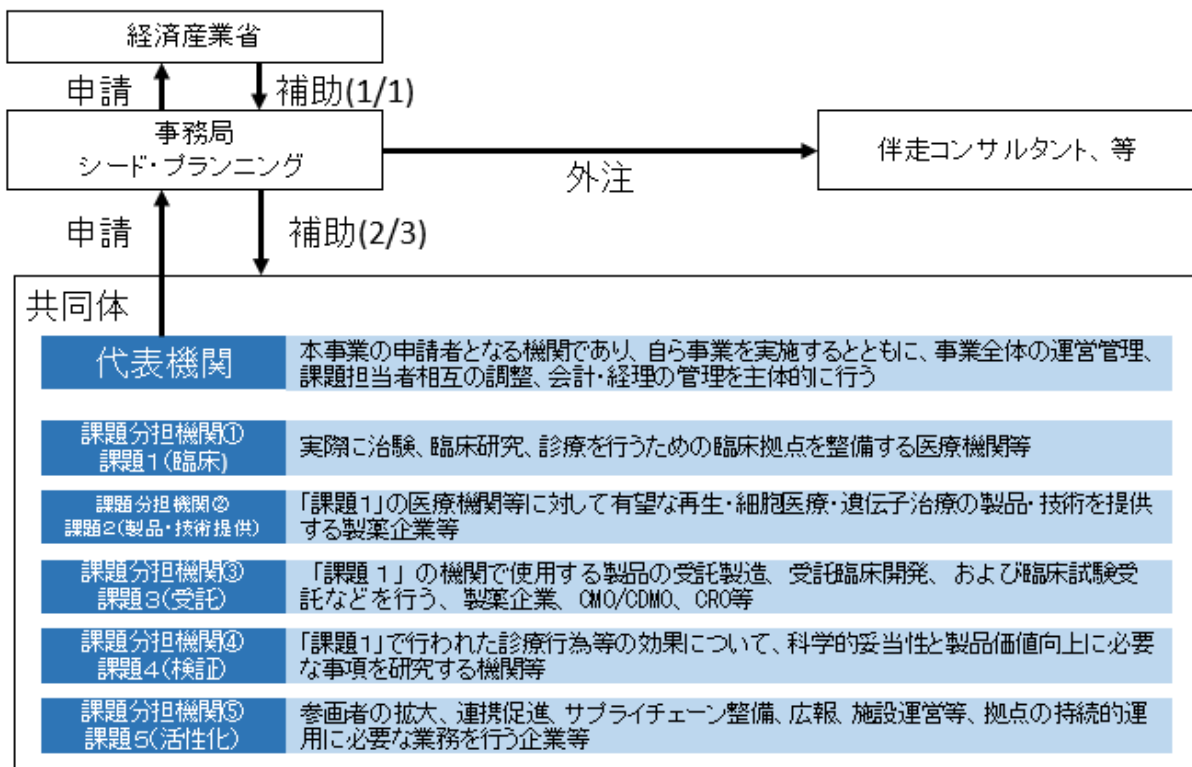 経済産業省
申請
補助(1/1)
事務局
シード・プランニング
外注
伴走コンサルタント、等
申請
補助(2/3)
共同体
代表機関
本事業の申請者となる機関であり、自ら事業を実施するとともに、事業全体の運営管理、
課題担当者相互の調整、会計・経理の管理を主体的に行う
課題分担機関①
課題1(臨床)
実際に治験、臨床研究、診療を行うための臨床拠点を整備する医療機関等
課題分担機関②
課題2(製品・技術提供)
「課題1」の医療機関等に対して有望な再生・細胞医療・遺伝子治療の製品・技術を提供
する製薬企業等
課題分担機関③
課題3(受託)
「課題１」の機関で使用する製品の受託製造、受託臨床開発、および臨床試験受
託などを行う、製薬企業、CMO/CDMO、CRO等
課題分担機関④
課題4(検証)
「課題1」で行われた診療行為等の効果について、科学的妥当性と製品価値向上に必要
な事項を研究する機関等
課題分担機関⑤
課題5(活性化)
参画者の拡大、連携促進、サプライチェーン整備、広報、施設運営等、拠点の持続的運
用に必要な業務を行う企業等